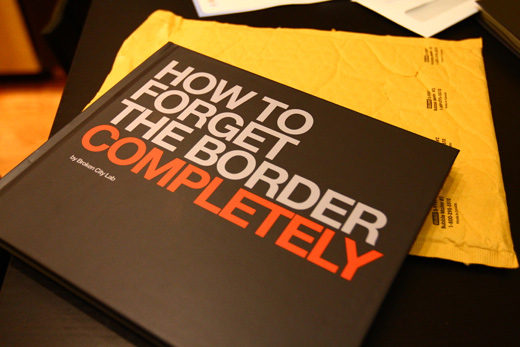 HOW TO
FORGET
THE BORDER
COMPLETELY
by Broken City Lab